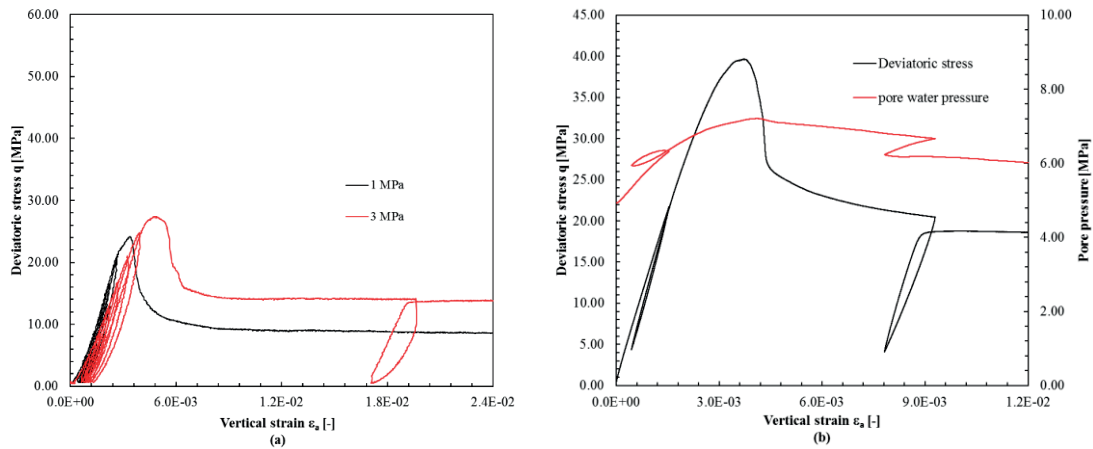 60.00
50.00
40.00
30.00
20.00
10.00
0.00
Deviatoric stress q [MPa]
1 MPa
3 MPa
0.0E+00 6.0E-03 1.2E-02 1.8E-02 2.4E-02
Vertical strain εa [-]
(a)
45.00
40.00
35.00
30.00
25.00
20.00
15.00
10.00
5.00
0.00
Deviatoric stress q [MPa]
Deviatoric stress
pore water pressure
10.00
8.00
6.00
4.00
2.00
0.00
Pore pressure [MPa]
0.0E+00 3.0E-03 6.0E-03 9.0E-03 1.2E-02
Vertical strain εa [-]
(b)